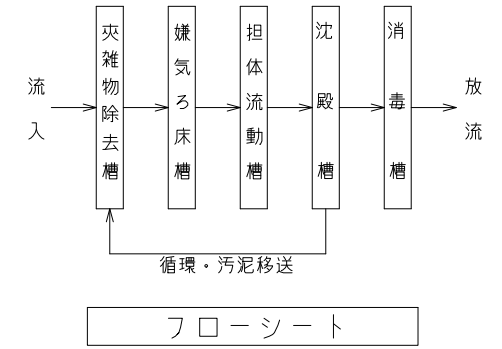 流入
夾雑物除去槽
嫌気ろ床槽
担体流動槽
沈殿槽
消毒槽
放流
循環・汚泥移送
フローシート